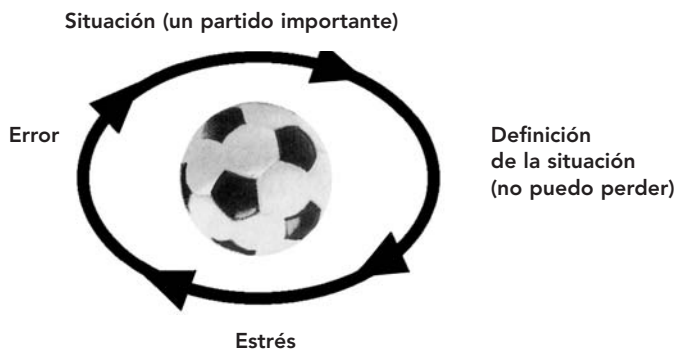 Situación (un partido importante)
Error
Definición
de la situación
(no puedo perder)
Estrés